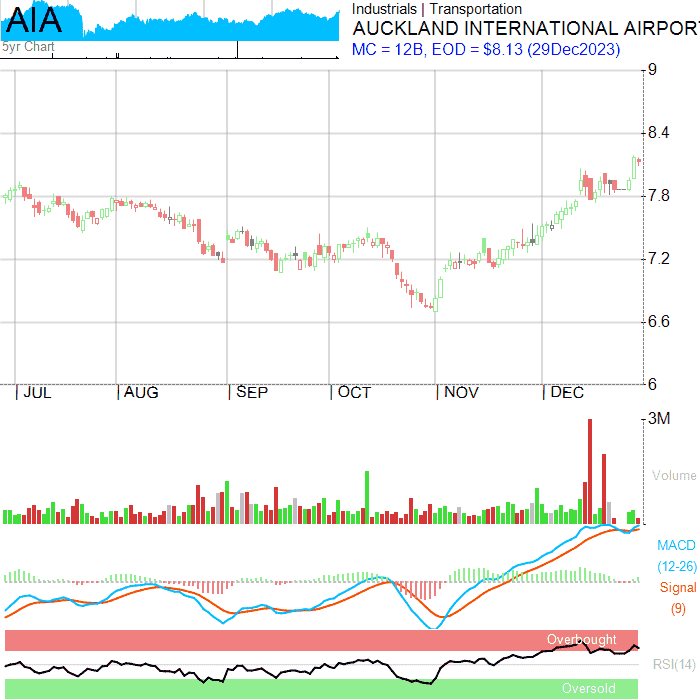 AIA
5yr Chart
Industrials | Transportation
AUCKLAND INTERNATIONAL AIRPORT
MC = 12B, EOD = $8.13 (29Dec2023)
9
8.4
7.8
7.2
6.6
6
JUL AUG SEP OCT NOV DEC
3M
Volume
MACD
(12-26)
Signal
(9)
Overbought
RSI(14)
Oversold